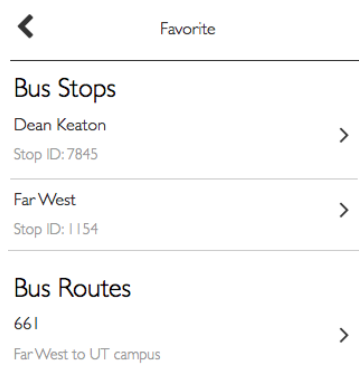 Favorite
Bus Stops
Dean Keaton
Stop ID: 7845
Far West
Stop ID: 1154
Bus Routes
661
Far West to UT campus